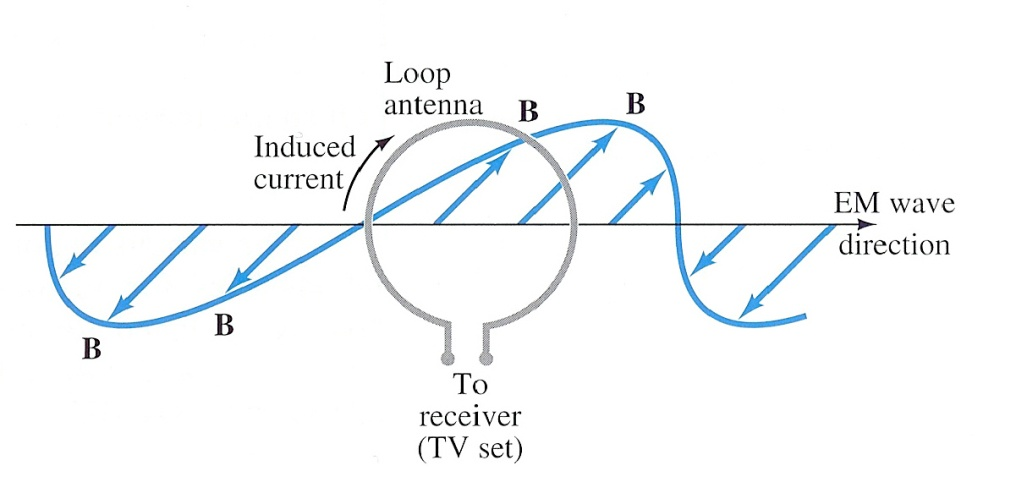 Loop
antenna
B
B
Induced
current
EM wave
direction
B
B
To
receiver
(TV set)